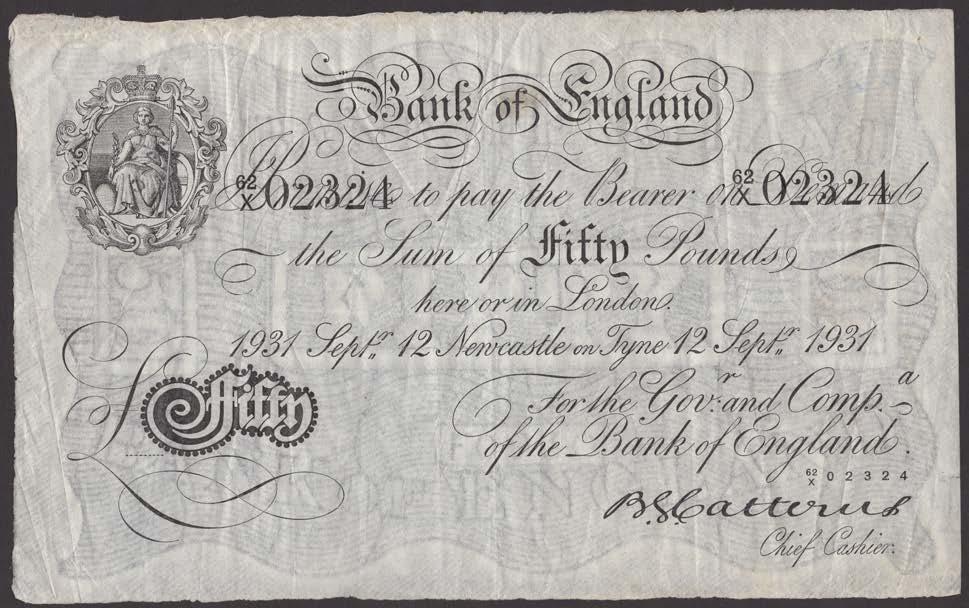 Bank of England
62/X 02324 62/X 02324
to pay the Bearer on Demand
the Sum of Fifty Pounds
here or in London.
1931 Septr. 12 Newcastle on Tyne 12 Septr. 1931
£ Fifty
For the Govr. and Compa.
of the Bank of England.
62/X 02324
B.G. Catterns
Chief Cashier.